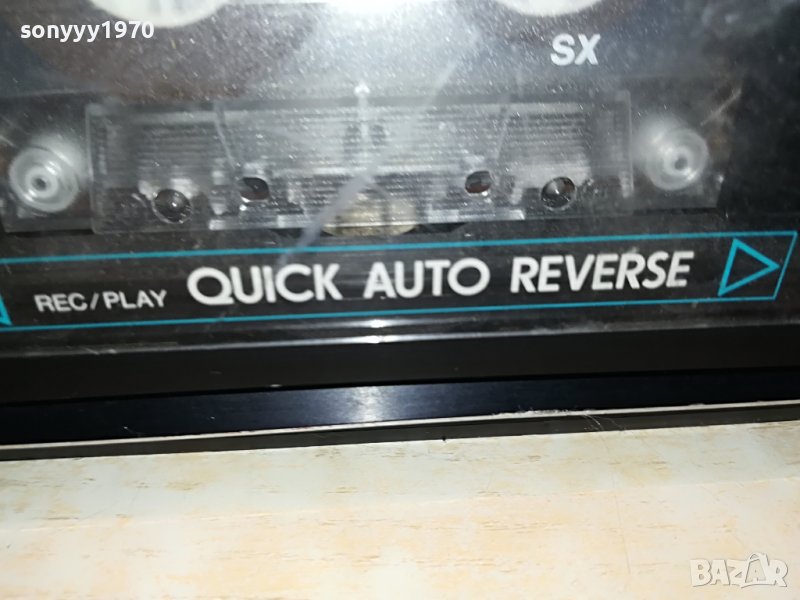 sonyyy1970
SX
REC/PLAY QUICK AUTO REVERSE
BAZAR